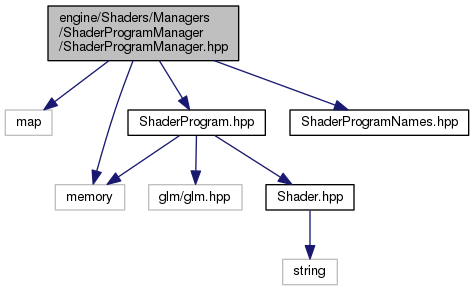 engine/Shaders/Managers
/ShaderProgramManager
/ShaderProgramManager.hpp
map
ShaderProgram.hpp
ShaderProgramNames.hpp
memory
glm/glm.hpp
Shader.hpp
string